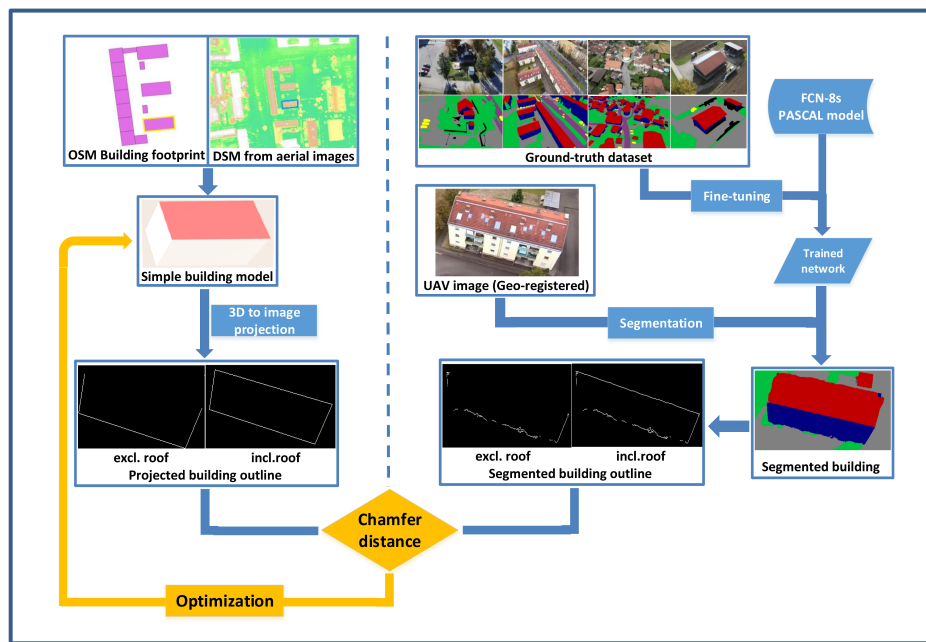 OSM Building footprint
DSM from aerial images
Simple building model
3D to image
projection
excl. roof
incl.roof
Projected building outline
Ground-truth dataset
FCN-8s
PASCAL model
Fine-tuning
UAV image (Geo-registered)
Trained
network
Segmentation
excl. roof
incl.roof
Segmented building outline
Segmented building
Chamfer
distance
Optimization